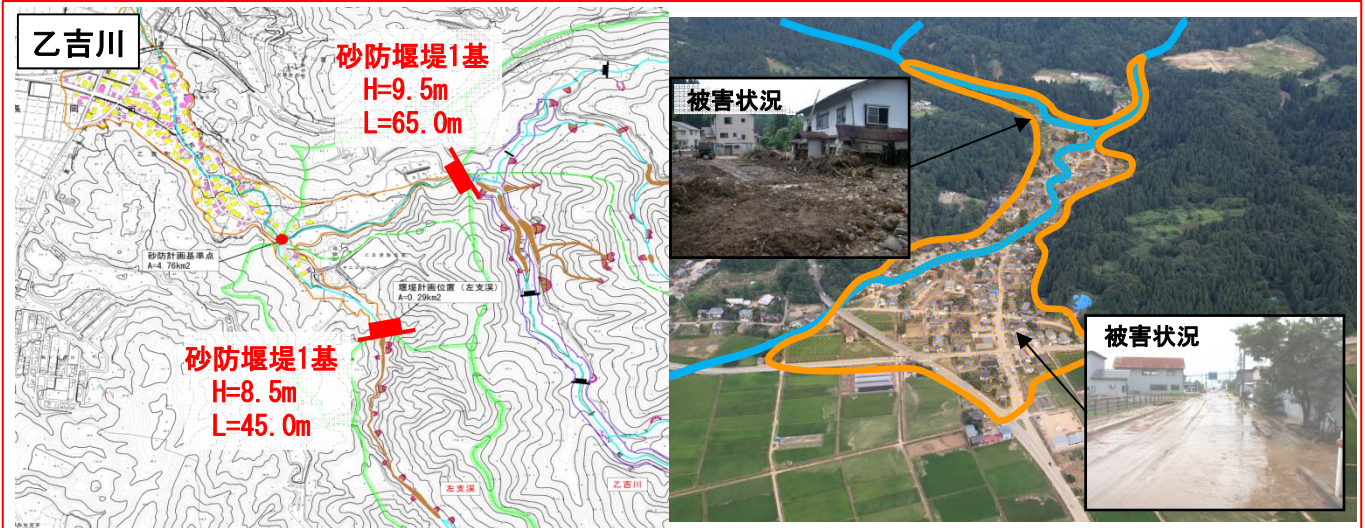 乙吉川
砂防堰堤1基
H=9.5m
L=65.0m
砂防計画基準点
A=4.76km2
堰堤計画位置（左支渓）
A=0.29km2
砂防堰堤1基
H=8.5m
L=45.0m
左支渓
乙吉川
被害状況
被害状況